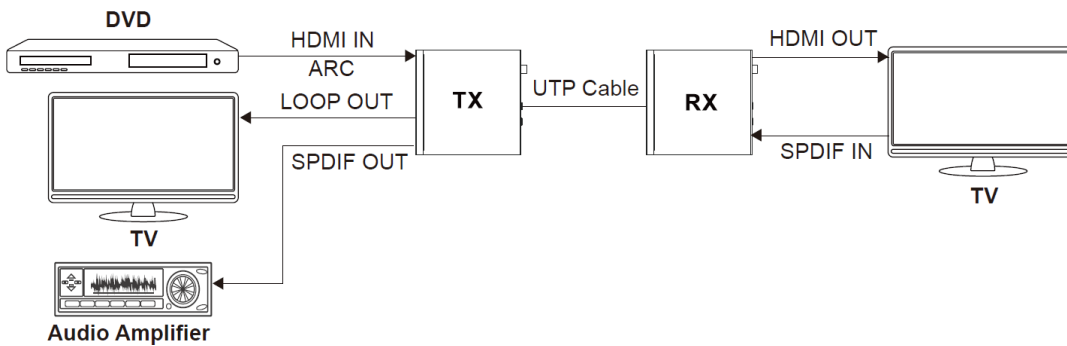 DVD
HDMI IN
ARC
LOOP OUT
SPDIF OUT
TV
Audio Amplifier
TX
UTP Cable
RX
HDMI OUT
SPDIF IN
TV